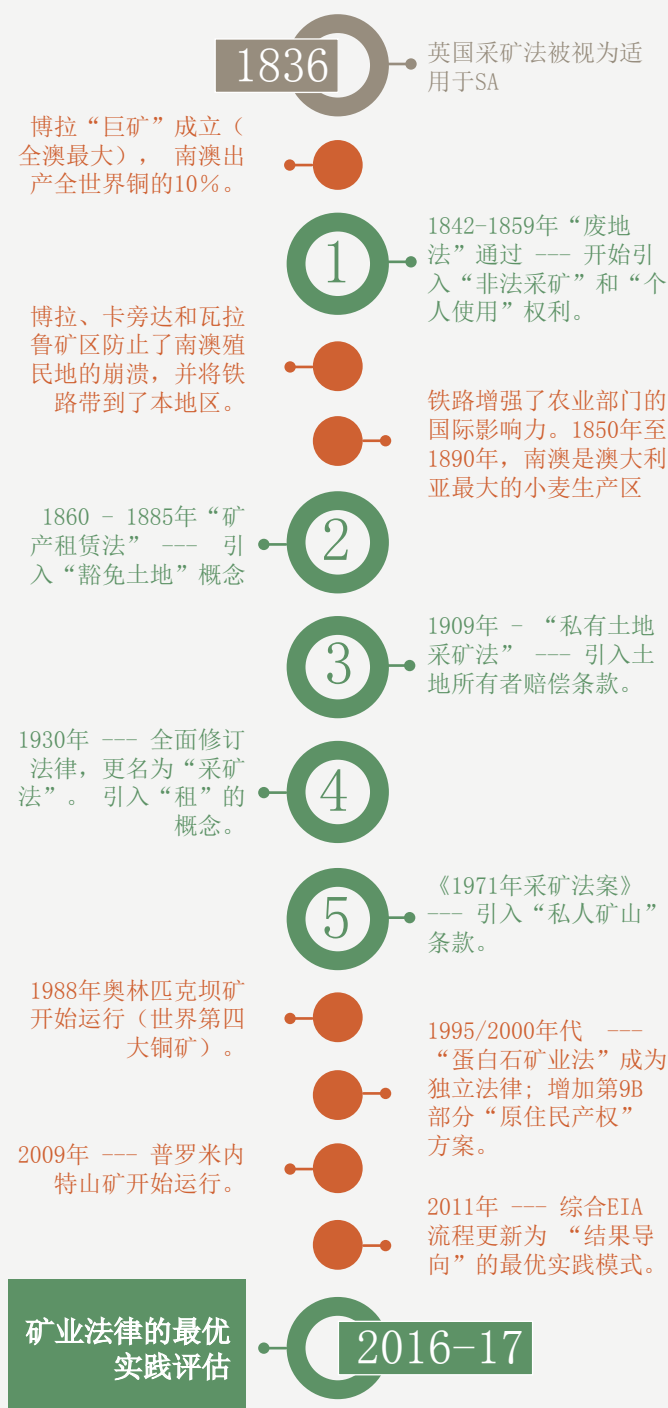 1836
英国采矿法被视为适
用于SA
博拉“巨矿”成立（
全澳最大）， 南澳出
产全世界铜的10%。
1
1842-1859年“废地
法”通过 --- 开始引
入“非法采矿”和“个
人使用”权利。
博拉、卡旁达和瓦拉
鲁矿区防止了南澳殖
民地的崩溃，并将铁
路带到了本地区。
铁路增强了农业部门的
国际影响力。1850年至
1890年，南澳是澳大利
亚最大的小麦生产区
1860 - 1885年“矿
产租赁法” --- 引
入“豁免土地”概念
2
3
1909年 - “私有土地
采矿法” --- 引入土
地所有者赔偿条款。
1930年 --- 全面修订
法律，更名为“采矿
法”。 引入“租”的
概念。
4
5
《1971年采矿法案》
--- 引入“私人矿山”
条款。
1988年奥林匹克坝矿
开始运行（世界第四
大铜矿）。
1995/2000年代 ---
“蛋白石矿业法”成为
独立法律; 增加第9B
部分“原住民产权”
方案。
2009年 --- 普罗米内
特山矿开始运行。
2011年 --- 综合EIA
流程更新为 “结果导
向”的最优实践模式。
矿业法律的最优
实践评估
2016-17